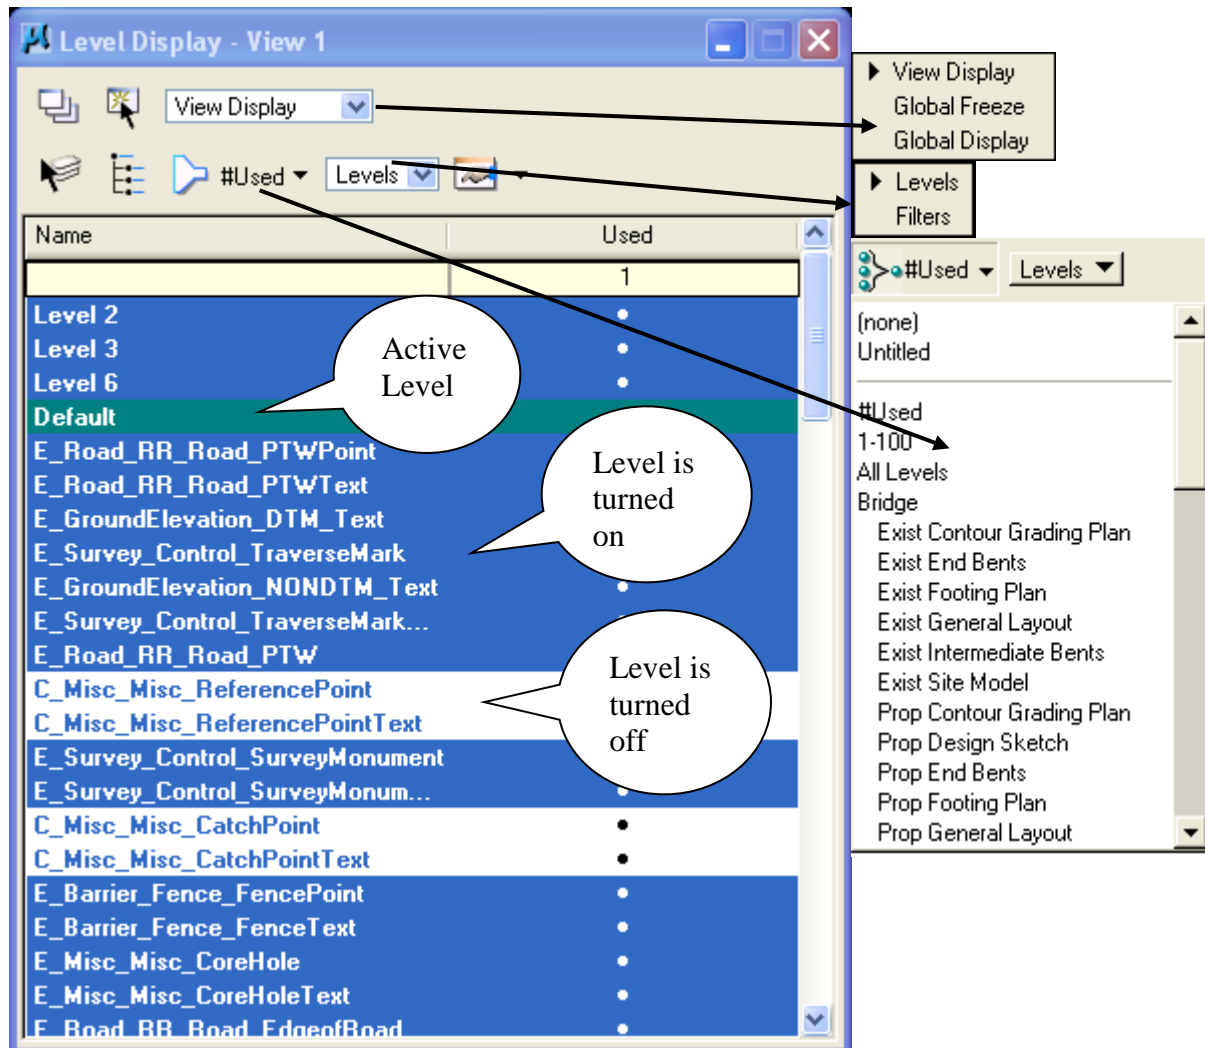 Level Display - View 1
View Display
#Used
Levels
Name Used
1
Level 2
Level 3
Level 6
Default
E_Road_RR_Road_PTWPoint
E_Road_RR_Road_PTWText
E_GroundElevation_DTM_Text
E_Survey_Control_TraverseMark
E_GroundElevation_NONDTM_Text
E_Survey_Control_TraverseMark...
E_Road_RR_Road_PTW
C_Misc_Misc_ReferencePoint
C_Misc_Misc_ReferencePointText
E_Survey_Control_SurveyMonument
E_Survey_Control_SurveyMonum...
C_Misc_Misc_CatchPoint
C_Misc_Misc_CatchPointText
E_Barrier_Fence_FencePoint
E_Barrier_Fence_FenceText
E_Misc_Misc_CoreHole
E_Misc_Misc_CoreHoleText
E_Road_RR_Road_EdgeofRoad
Active
Level
Level is
turned
on
Level is
turned
off
View Display
Global Freeze
Global Display
Levels
Filters
#Used Levels
(none)
Untitled
#Used
1-100
All Levels
Bridge
Exist Contour Grading Plan
Exist End Bents
Exist Footing Plan
Exist General Layout
Exist Intermediate Bents
Exist Site Model
Prop Contour Grading Plan
Prop Design Sketch
Prop End Bents
Prop Footing Plan
Prop General Layout